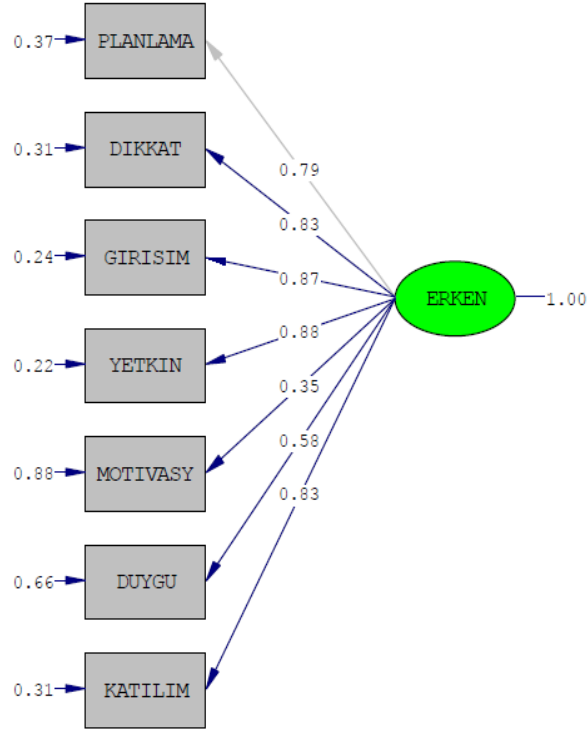 0.37 PLANLAMA
0.79
0.31 DIKKAT
0.83
0.24 GIRISIM
0.87
ERKEN 1.00
0.88
0.22 YETKIN
0.35
0.58
0.88 MOTIVASY
0.83
0.66 DUYGU
0.31 KATILIM